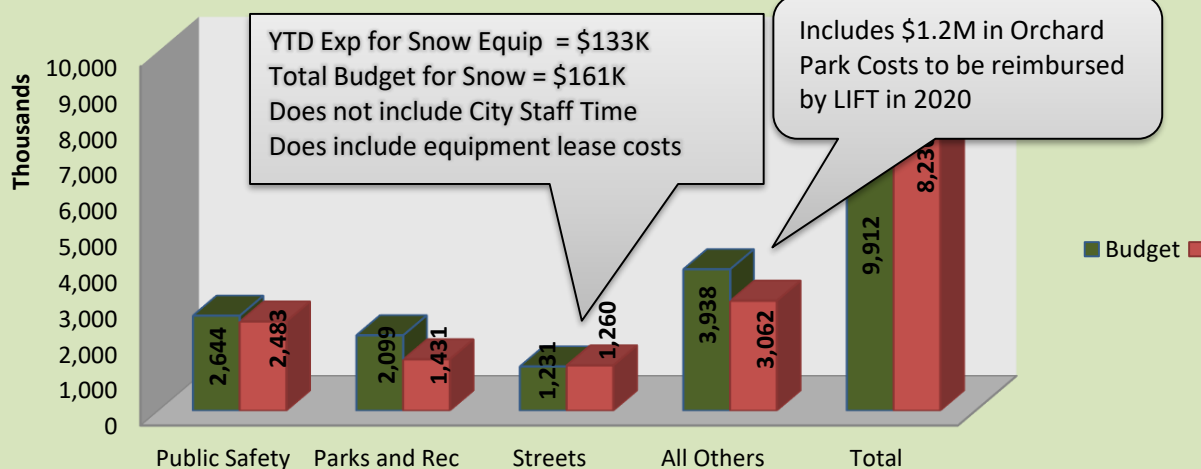 YTD Exp for Snow Equip = $133K
Total Budget for Snow = $161K
Does not include City Staff Time
Does include equipment lease costs
Includes $1.2M in Orchard
Park Costs to be reimbursed
by LIFT in 2020
Thousands
10,000
9,000
8,000
7,000
6,000
5,000
4,000
3,000
2,000
1,000
0
2,644
2,483
2,099
1,431
1,231
1,260
3,938
3,062
9,912
Public Safety
Parks and Rec
Streets
All Others
Total
Budget